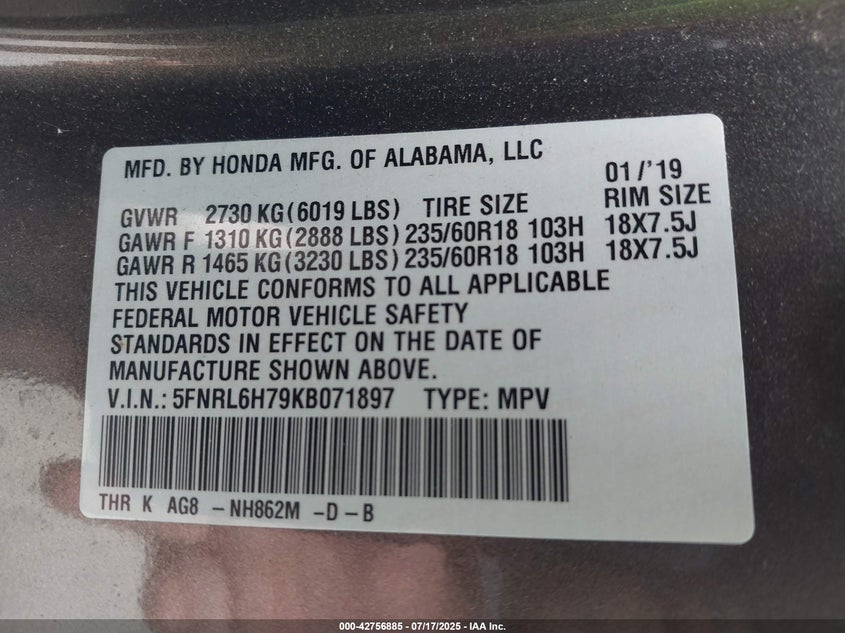 MFD. BY HONDA MFG. OF ALABAMA, LLC 01/'19
GVWR 2730 KG(6019 LBS) TIRE SIZE RIM SIZE
GAWR F 1310 KG(2888 LBS) 235/60R18 103H 18X7.5J
GAWR R 1465 KG(3230 LBS) 235/60R18 103H 18X7.5J
THIS VEHICLE CONFORMS TO ALL APPLICABLE
FEDERAL MOTOR VEHICLE SAFETY
STANDARDS IN EFFECT ON THE DATE OF
MANUFACTURE SHOWN ABOVE.
V.I.N.: 5FNRL6H79KB071897 TYPE: MPV
THR K AG8 -NH862M -D-B
000-42756885 - 07/17/2025 - IAA Inc.